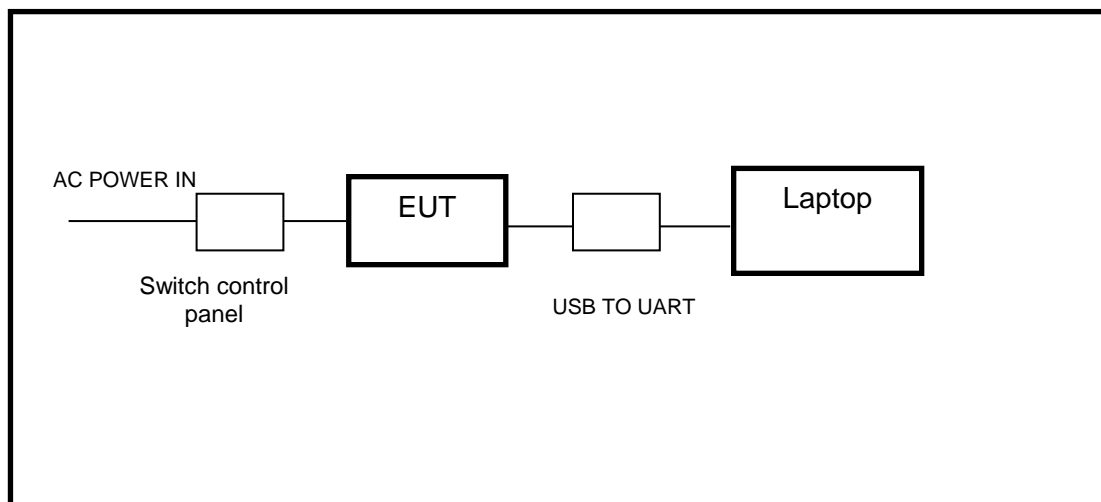 AC POWER IN
EUT
Laptop
Switch control
panel
USB TO UART